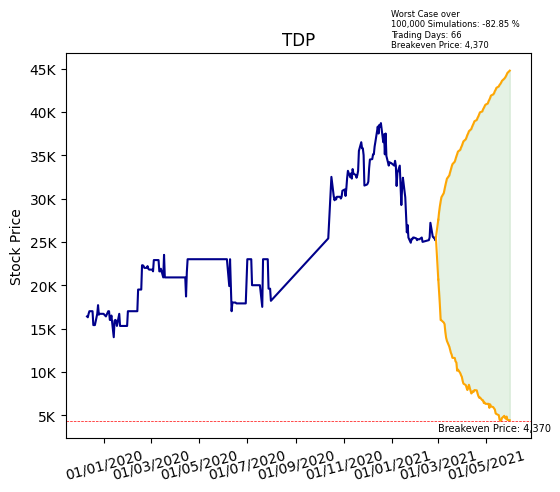 Worst Case over
100,000 Simulations: -82.85 %
Trading Days: 66
Breakeven Price: 4,370
TDP
Stock Price
45K
40K
35K
30K
25K
20K
15K
10K
5K
Breakeven Price: 4,370
01/01/2020
01/03/2020
01/05/2020
01/07/2020
01/09/2020
01/11/2020
01/01/2021
01/03/2021
01/05/2021